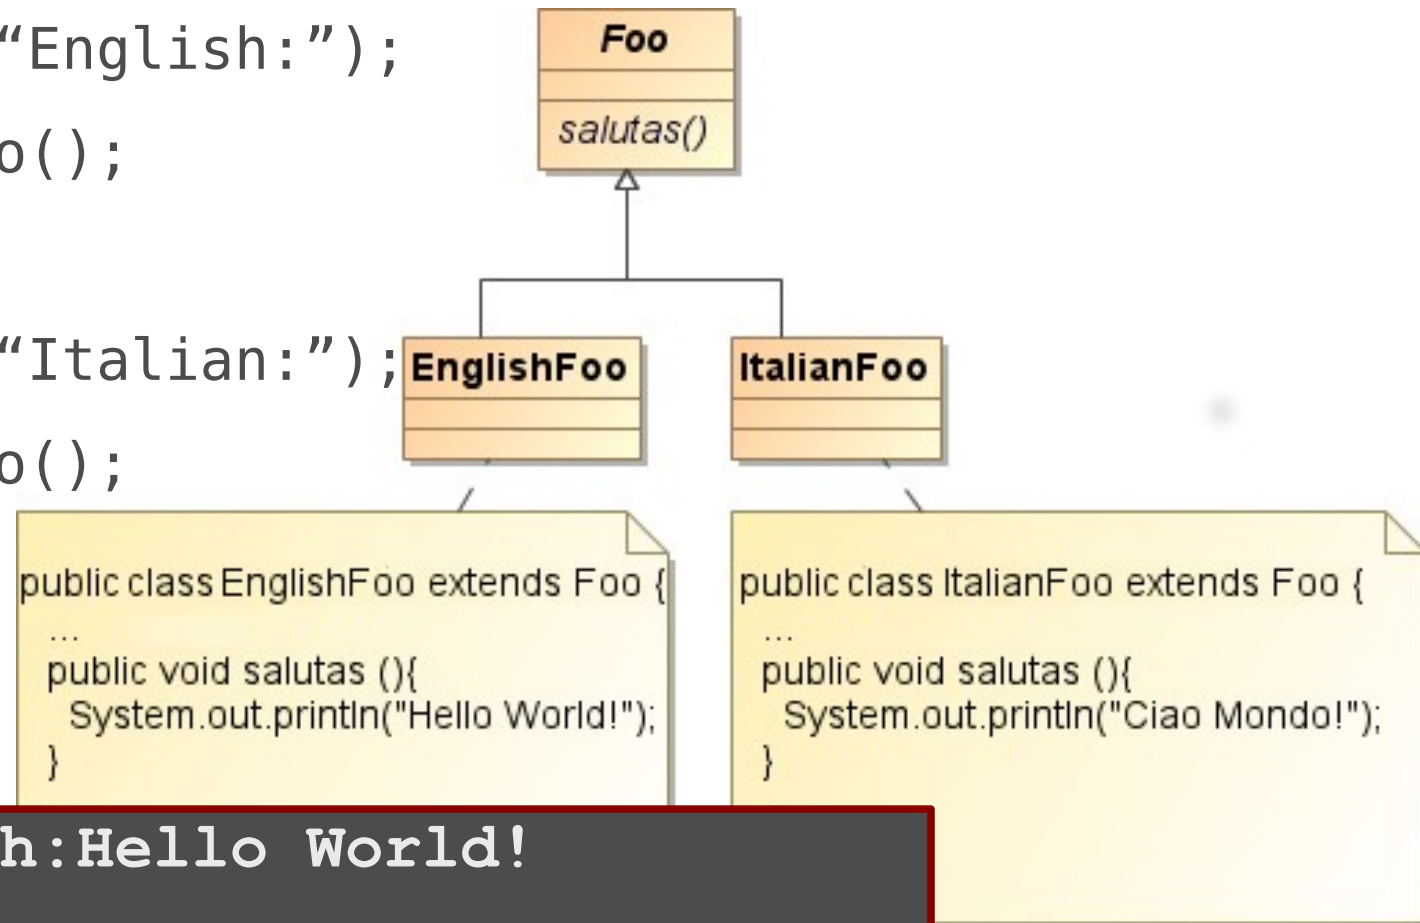 “English:”);
o();
“Italian:”);
o();
Foo
salutas()
EnglishFoo
ItalianFoo
public class EnglishFoo extends Foo {
...
public void salutas (){
System.out.println("Hello World!");
}
public class ItalianFoo extends Foo {
...
public void salutas (){
System.out.println("Ciao Mondo!");
}
h:Hello World!